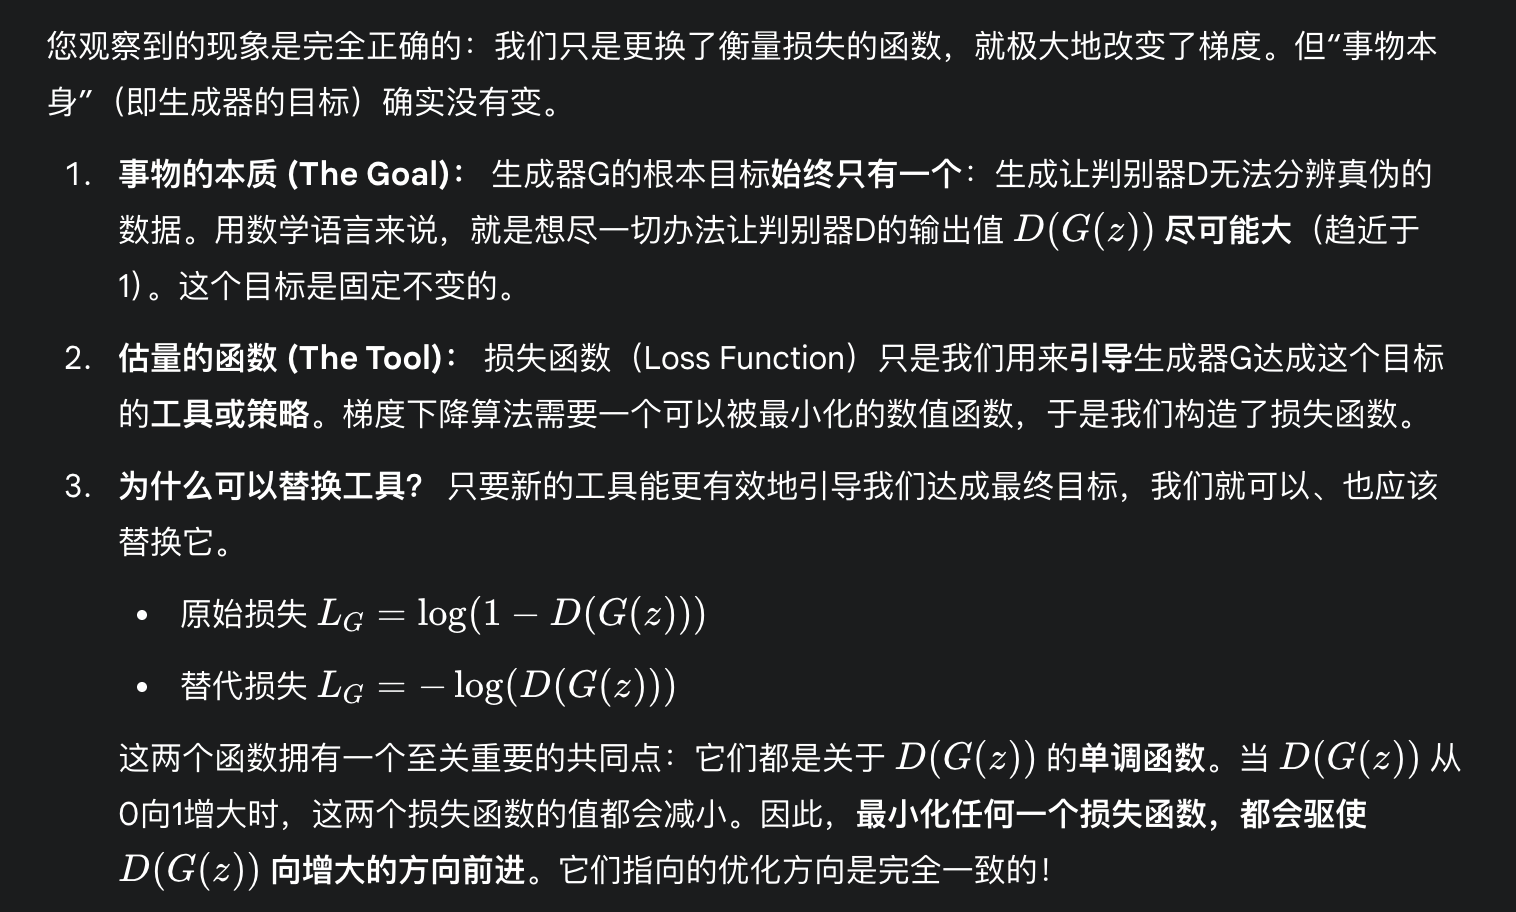 您观察到的现象是完全正确的：我们只是更换了衡量损失的函数，就极大地改变了梯度。但“事物本
身”（即生成器的目标）确实没有变。
1. 事物的本质 (The Goal)： 生成器G的根本目标始终只有一个：生成让判别器D无法分辨真伪的
数据。用数学语言来说，就是想尽一切办法让判别器D的输出值 D(G(z)) 尽可能大（趋近于
1）。这个目标是固定不变的。
2. 估量的函数 (The Tool)： 损失函数（Loss Function）只是我们用来引导生成器G达成这个目标
的工具或策略。梯度下降算法需要一个可以被最小化的数值函数，于是我们构造了损失函数。
3. 为什么可以替换工具？ 只要新的工具能更有效地引导我们达成最终目标，我们就可以、也应该
替换它。
• 原始损失 L_G = log(1 − D(G(z)))
• 替代损失 L_G = − log(D(G(z)))
这两个函数拥有一个至关重要的共同点：它们都是关于 D(G(z)) 的单调函数。当 D(G(z)) 从
0向1增大时，这两个损失函数的值都会减小。因此，最小化任何一个损失函数，都会驱使
D(G(z)) 向增大的方向前进。它们指向的优化方向是完全一致的！